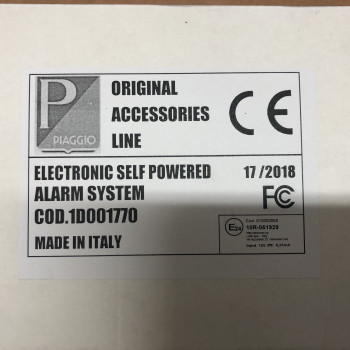 P
PIAGGIO
ORIGINAL
ACCESSORIES
LINE
CE
ELECTRONIC SELF POWERED
ALARM SYSTEM
COD.1D001770
MADE IN ITALY
17/2018
FC
E24
10R-051929